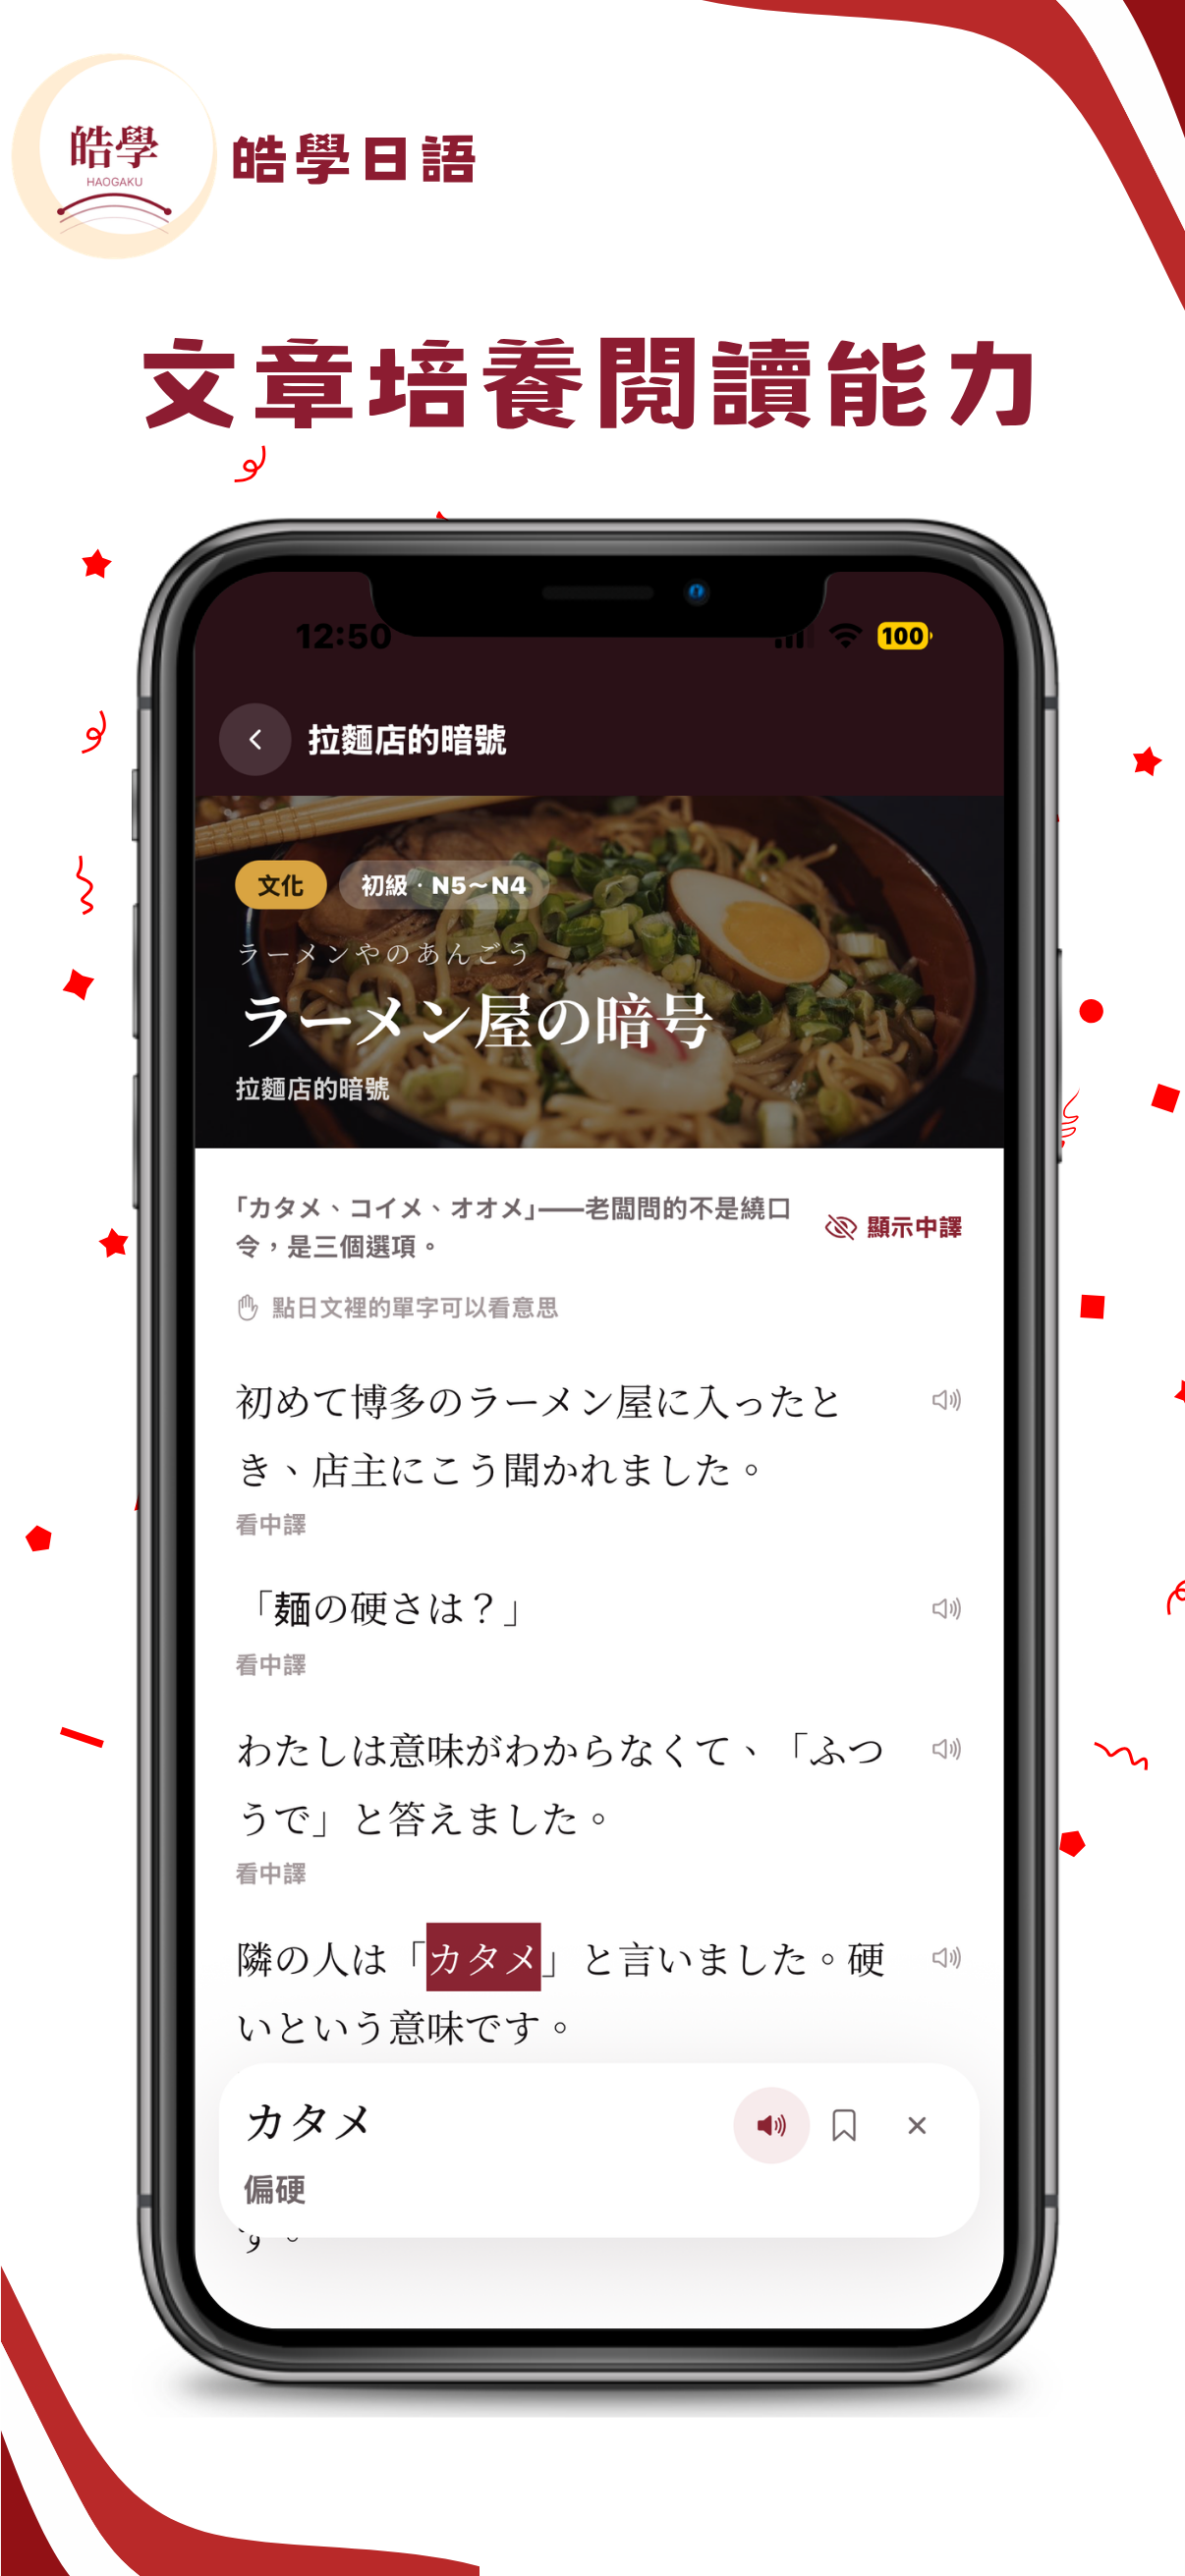 皓學
HAOGAKU
皓學日語
文章培養閱讀能力
12:50
100
拉麵店的暗號
文化
初級·N5～N4
ラーメンやのあんごう
ラーメン屋の暗号
拉麵店的暗號
「カタメ、コイメ、オオメ」——老闆問的不是繞口
令，是三個選項。
顯示中譯
點日文裡的單字可以看意思
初めて博多のラーメン屋に入ったと
き、店主にこう聞かれました。
看中譯
「麺の硬さは？」
看中譯
わたしは意味がわからなくて、「ふつ
うで」と答えました。
看中譯
隣の人は「カタメ」と言いました。硬
いという意味です。
カタメ
偏硬
す。